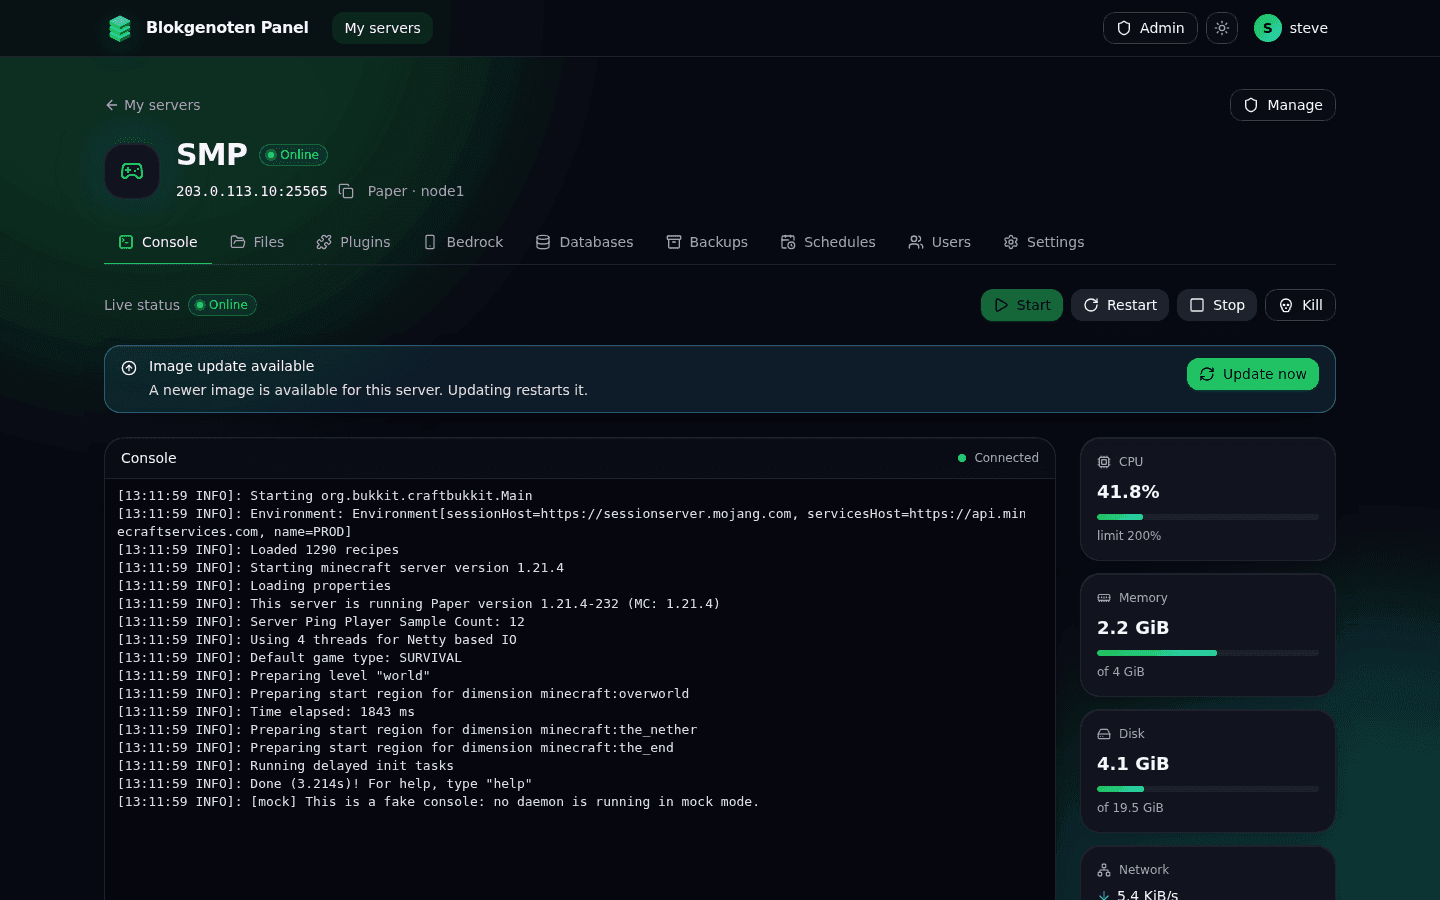 Blokgenoten Panel
My servers
Admin
S
steve
My servers
Manage
SMP
Online
203.0.113.10:25565
Paper · node1
Console
Files
Plugins
Bedrock
Databases
Backups
Schedules
Users
Settings
Live status
Online
Start
Restart
Stop
Kill
Image update available
A newer image is available for this server. Updating restarts it.
Update now
Console
Connected
[13:11:59 INFO]: Starting org.bukkit.craftbukkit.Main
[13:11:59 INFO]: Environment: Environment[sessionHost=https://sessionserver.mojang.com, servicesHost=https://api.min
ecraftservices.com, name=PROD]
[13:11:59 INFO]: Loaded 1290 recipes
[13:11:59 INFO]: Starting minecraft server version 1.21.4
[13:11:59 INFO]: Loading properties
[13:11:59 INFO]: This server is running Paper version 1.21.4-232 (MC: 1.21.4)
[13:11:59 INFO]: Server Ping Player Sample Count: 12
[13:11:59 INFO]: Using 4 threads for Netty based IO
[13:11:59 INFO]: Default game type: SURVIVAL
[13:11:59 INFO]: Preparing level "world"
[13:11:59 INFO]: Preparing start region for dimension minecraft:overworld
[13:11:59 INFO]: Time elapsed: 1843 ms
[13:11:59 INFO]: Preparing start region for dimension minecraft:the_nether
[13:11:59 INFO]: Preparing start region for dimension minecraft:the_end
[13:11:59 INFO]: Running delayed init tasks
[13:11:59 INFO]: Done (3.214s)! For help, type "help"
[13:11:59 INFO]: [mock] This is a fake console: no daemon is running in mock mode.
CPU
41.8%
limit 200%
Memory
2.2 GiB
of 4 GiB
Disk
4.1 GiB
of 19.5 GiB
Network
5.4 KiB/s